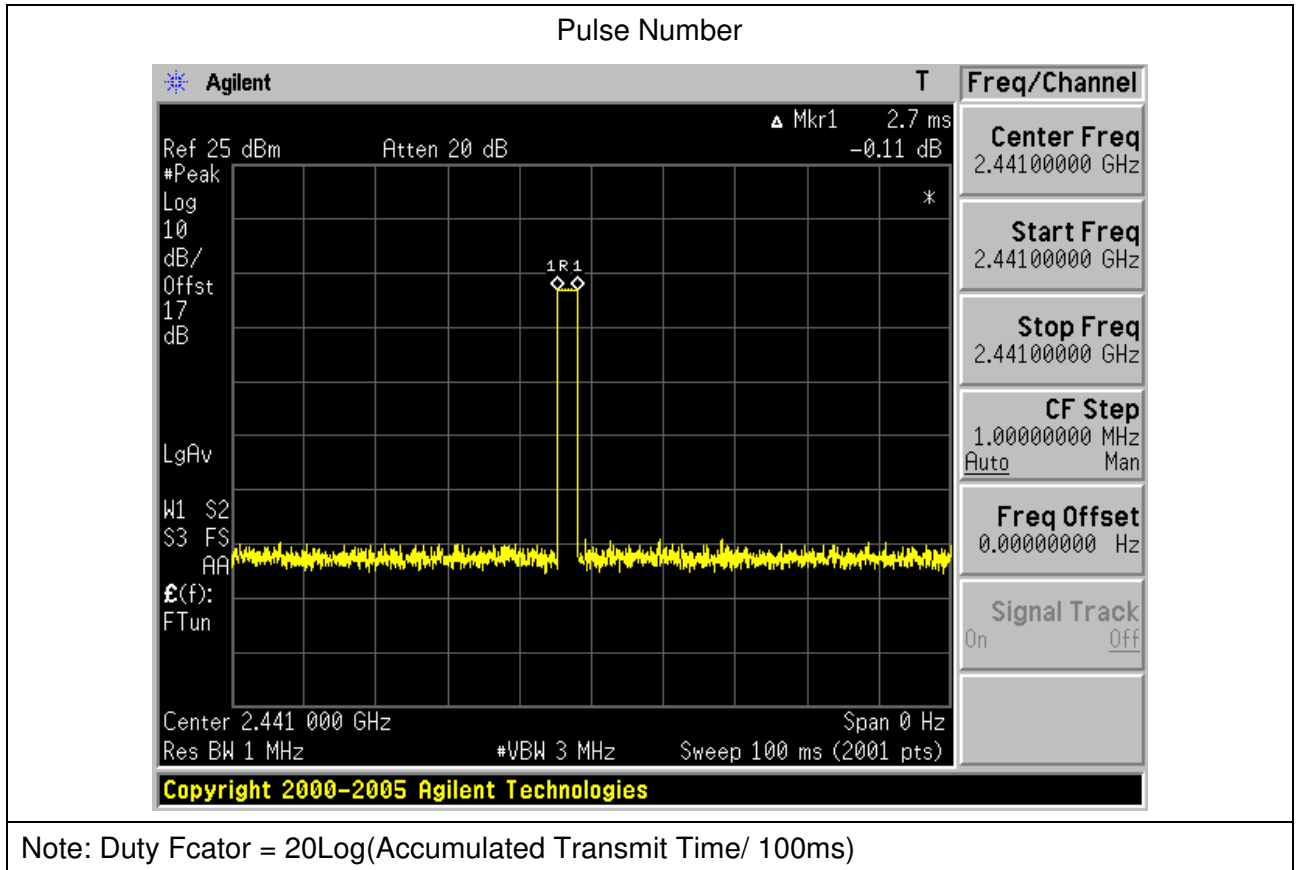 Pulse Number
Agilent T Freq/Channel
Δ Mkr1 2.7 ms
Ref 25 dBm Atten 20 dB -0.11 dB
#Peak
Log
10
dB/
Offst
17
dB
*
1R 1
LgAv
W1 S2
S3 FS
AA
£(f):
FTun
Center 2.441 000 GHz Span 0 Hz
Res BW 1 MHz #VBW 3 MHz Sweep 100 ms (2001 pts)
Copyright 2000-2005 Agilent Technologies
Center Freq
2.44100000 GHz
Start Freq
2.44100000 GHz
Stop Freq
2.44100000 GHz
CF Step
1.00000000 MHz
Auto Man
Freq Offset
0.00000000 Hz
Signal Track
On Off
Note: Duty Fcator = 20Log(Accumulated Transmit Time/ 100ms)